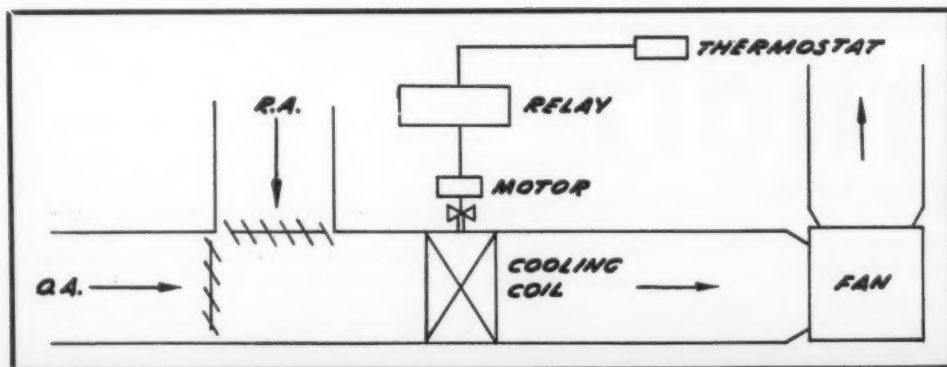 THERMOSTAT
R.A.
RELAY
MOTOR
O.A.
COOLING
COIL
FAN